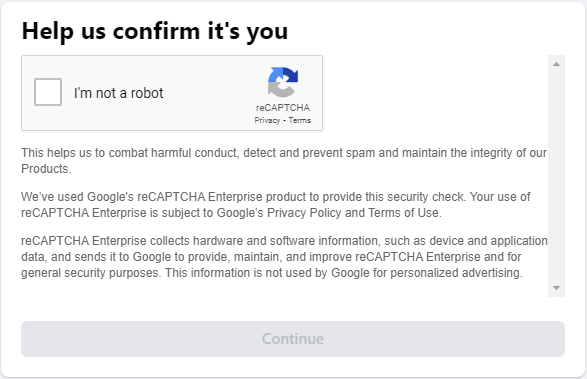 Help us confirm it's you
I'm not a robot
reCAPTCHA
Privacy - Terms
This helps us to combat harmful conduct, detect and prevent spam and maintain the integrity of our
Products.
We've used Google's reCAPTCHA Enterprise product to provide this security check. Your use of
reCAPTCHA Enterprise is subject to Google's Privacy Policy and Terms of Use.
reCAPTCHA Enterprise collects hardware and software information, such as device and application
data, and sends it to Google to provide, maintain, and improve reCAPTCHA Enterprise and for
general security purposes. This information is not used by Google for personalized advertising.
Continue